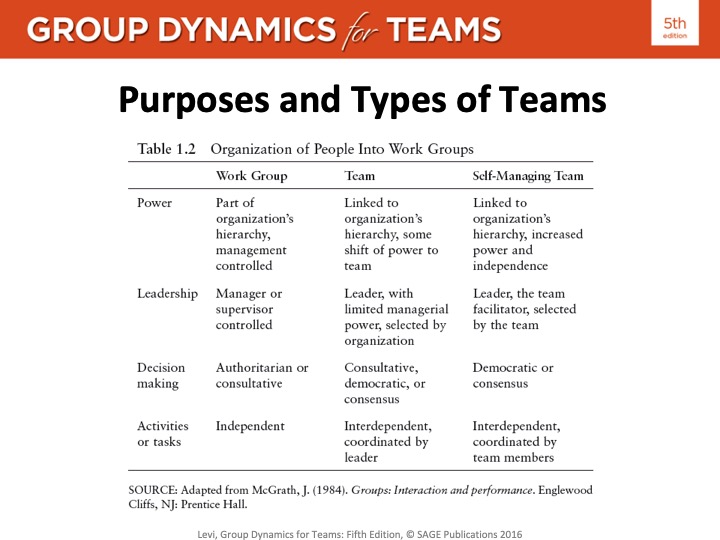 GROUP DYNAMICS for TEAMS
5th
edition
Purposes and Types of Teams
Table 1.2 Organization of People Into Work Groups
Work Group Team Self-Managing Team
Power Part of Linked to Linked to
organization's organization's organization's
hierarchy, hierarchy, some hierarchy, increased
management shift of power to power and
controlled team independence
Leadership Manager or Leader, with Leader, the team
supervisor limited managerial facilitator, selected
controlled power, selected by by the team
organization
Decision Authoritarian or Consultative, Democratic or
making consultative democratic, or consensus
consensus
Activities Independent Interdependent, Interdependent,
or tasks coordinated by coordinated by
leader team members
SOURCE: Adapted from McGrath, J. (1984). Groups: Interaction and performance. Englewood
Cliffs, NJ: Prentice Hall.
Levi, Group Dynamics for Teams: Fifth Edition, © SAGE Publications 2016